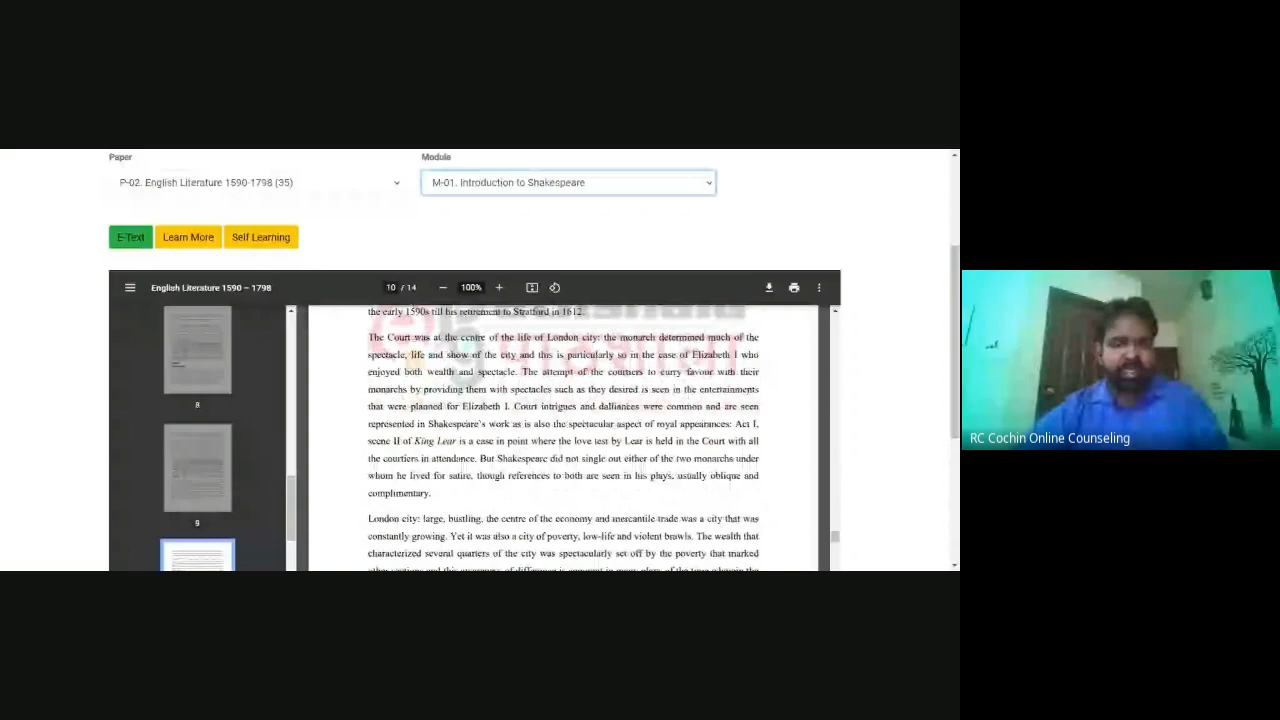 Paper
Module
P-02. English Literature 1590-1798 (35)
M-01. Introduction to Shakespeare
E-Text
Learn More
Self Learning
English Literature 1590 – 1798
10 / 14
100%
the early 1590s till his retirement to Stratford in 1612.
The Court was at the centre of the life of London city: the monarch determined much of the
spectacle, life and show of the city and this is particularly so in the case of Elizabeth I who
enjoyed both wealth and spectacle. The attempt of the courtiers to curry favour with their
monarchs by providing them with spectacles such as they desired is seen in the entertainments
that were planned for Elizabeth I. Court intrigues and dalliances were common and are seen
represented in Shakespeare's work as is also the spectacular aspect of royal appearances: Act I,
scene II of King Lear is a case in point where the love test by Lear is held in the Court with all
the courtiers in attendance. But Shakespeare did not single out either of the two monarchs under
whom he lived for satire, though references to both are seen in his plays, usually oblique and
complimentary.
London city: large, bustling, the centre of the economy and mercantile trade was a city that was
constantly growing. Yet it was also a city of poverty, low-life and violent brawls. The wealth that
characterized several quarters of the city was spectacularly set off by the poverty that marked
8
9
RC Cochin Online Counseling